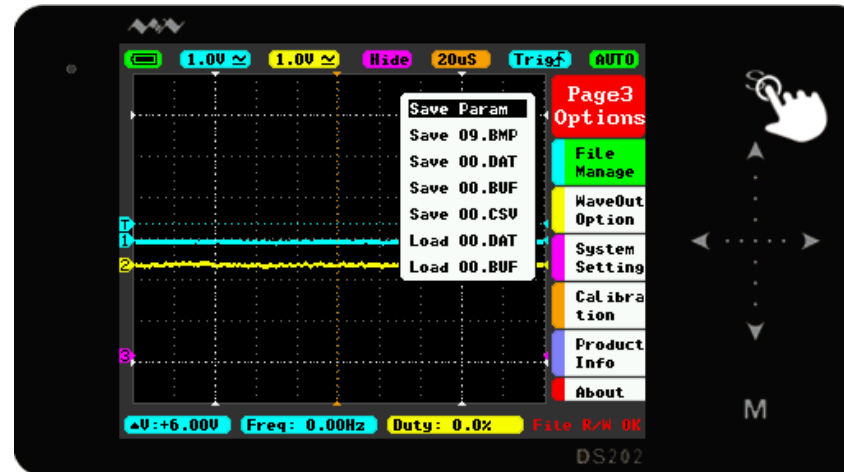 1.0V 1.0V Hide 20uS Trig AUTO
Page3
Options
Save Param
Save 09.BMP
Save 00.DAT
Save 00.BUF
Save 00.CSV
Load 00.DAT
Load 00.BUF
File
Manage
WaveOut
Option
System
Setting
Calibra
tion
Product
Info
About
T
1
2
3
▲V:+6.00V Freq: 0.00Hz Duty: 0.0% File R/W OK
S
M
DS202